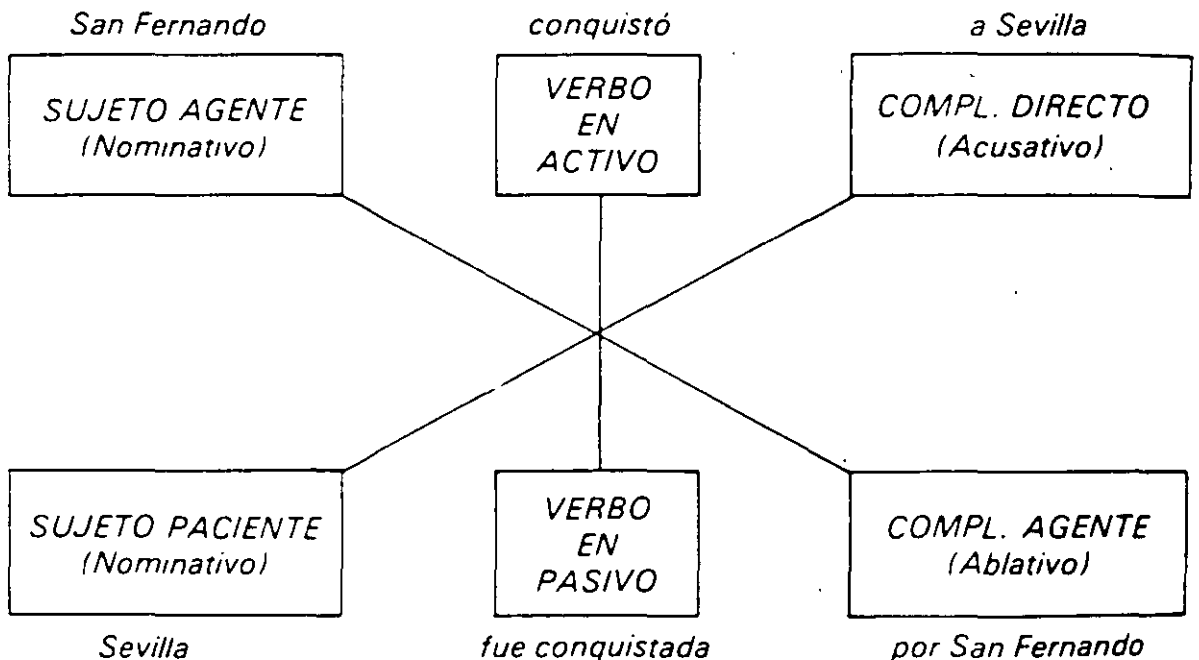 San Fernando
conquistó
a Sevilla
SUJETO AGENTE
(Nominativo)
VERBO
EN
ACTIVO
COMPL. DIRECTO
(Acusativo)
SUJETO PACIENTE
(Nominativo)
VERBO
EN
PASIVO
COMPL. AGENTE
(Ablativo)
Sevilla
fue conquistada
por San Fernando